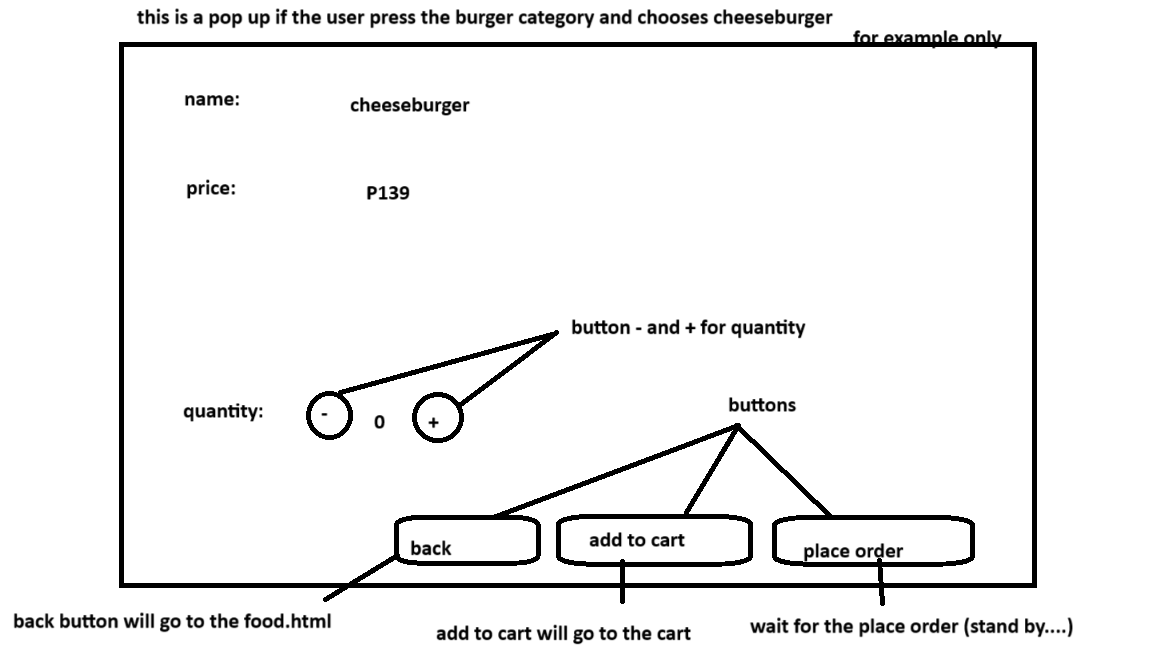 this is a pop up if the user press the burger category and chooses cheeseburger
for example only
name: cheeseburger
price: P139
button - and + for quantity
quantity: - 0 +
buttons
back add to cart place order
back button will go to the food.html
add to cart will go to the cart
wait for the place order (stand by....)